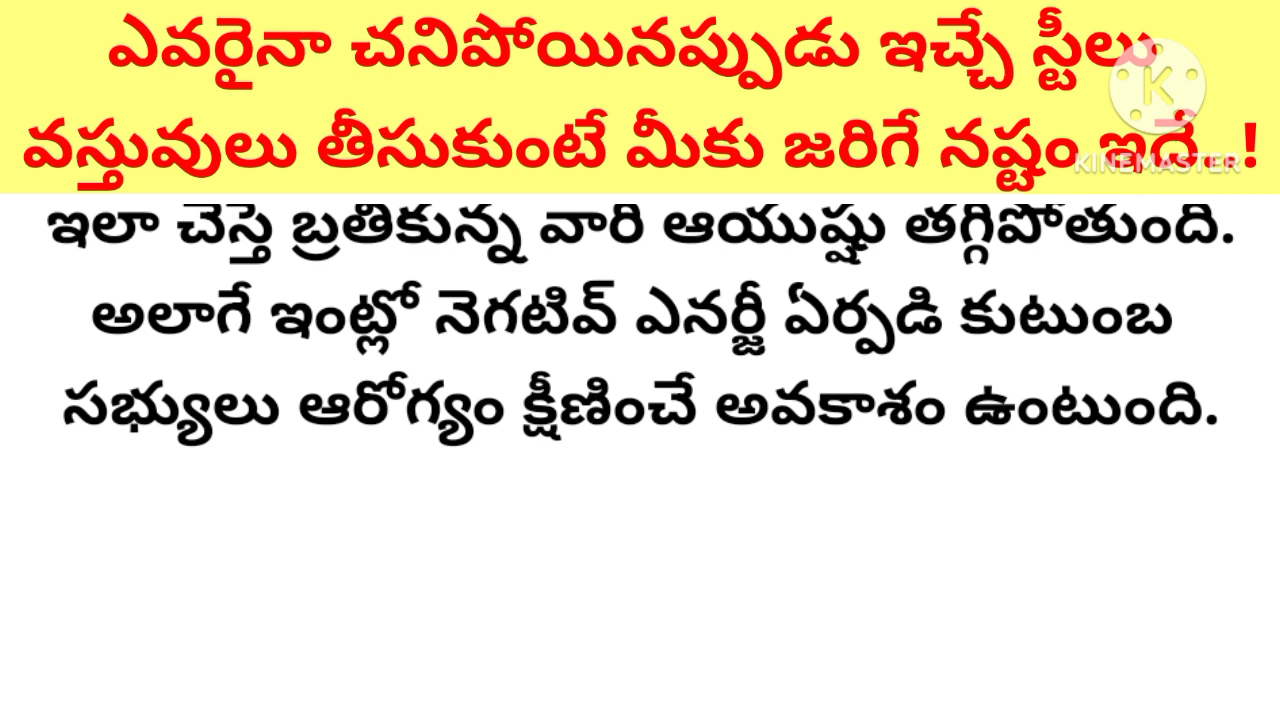 ఎవరైనా చనిపోయినప్పుడు ఇచ్చే స్టీలు
వస్తువులు తీసుకుంటే మీకు జరిగే నష్టం ఇదే..!
K
KINEMASTER
ఇలా చేస్తే బ్రతికున్న వారి ఆయుష్షు తగ్గిపోతుంది.
అలాగే ఇంట్లో నెగటివ్ ఎనర్జీ ఏర్పడి కుటుంబ
సభ్యులు ఆరోగ్యం క్షీణించే అవకాశం ఉంటుంది.